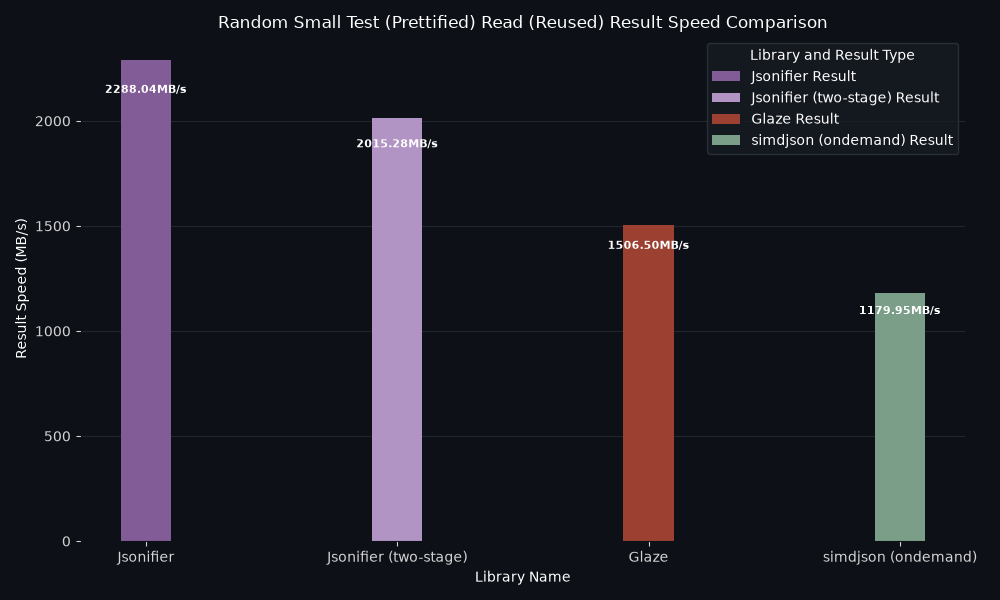 Random Small Test (Prettified) Read (Reused) Result Speed Comparison
Library and Result Type
Jsonifier Result
Jsonifier (two-stage) Result
Glaze Result
simdjson (ondemand) Result
2288.04MB/s
2015.28MB/s
1506.50MB/s
1179.95MB/s
Result Speed (MB/s)
2000
1500
1000
500
0
Jsonifier
Jsonifier (two-stage)
Glaze
simdjson (ondemand)
Library Name